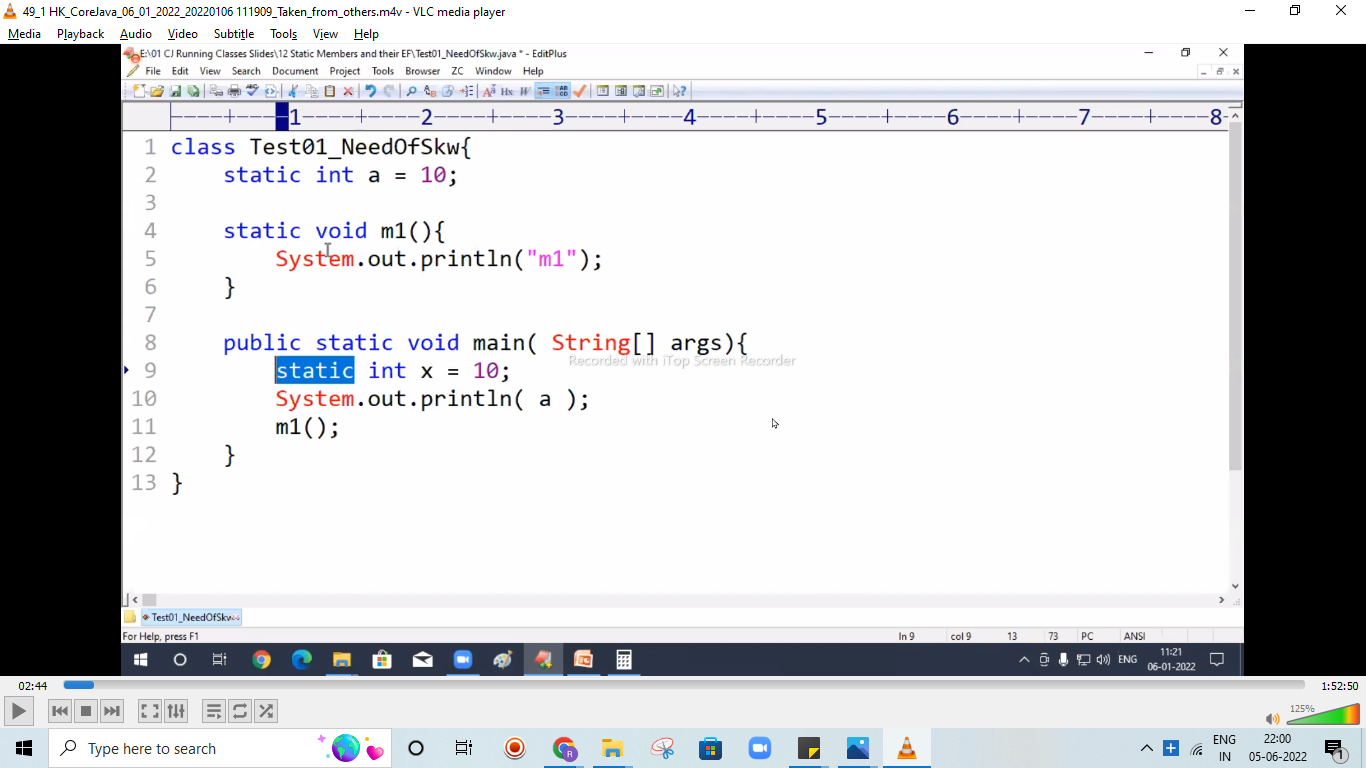 49_1 HK_CoreJava_06_01_2022_20220106 111909_Taken_from_others.m4v - VLC media player
Media Playback Audio Video Subtitle Tools View Help
E:\01 CJ Running Classes Slides\12 Static Members and their EF\Test01_NeedOfSkw.java * - EditPlus
File Edit View Search Document Project Tools Browser ZC Window Help
----+----1----+----2----+----3----+----4----+----5----+----6----+----7----+----8-
1 class Test01_NeedOfSkw{
2     static int a = 10;
3
4     static void m1(){
5         System.out.println("m1");
6     }
7
8     public static void main( String[] args){
Recorded with iTop Screen Recorder
9         static int x = 10;
10         System.out.println( a );
11         m1();
12     }
13 }
Test01_NeedOfSkw
For Help, press F1 ln 9 col 9 13 73 PC ANSI
ENG 11:21
06-01-2022
02:44 1:52:50
125%
Type here to search
ENG 22:00
IN 05-06-2022 1